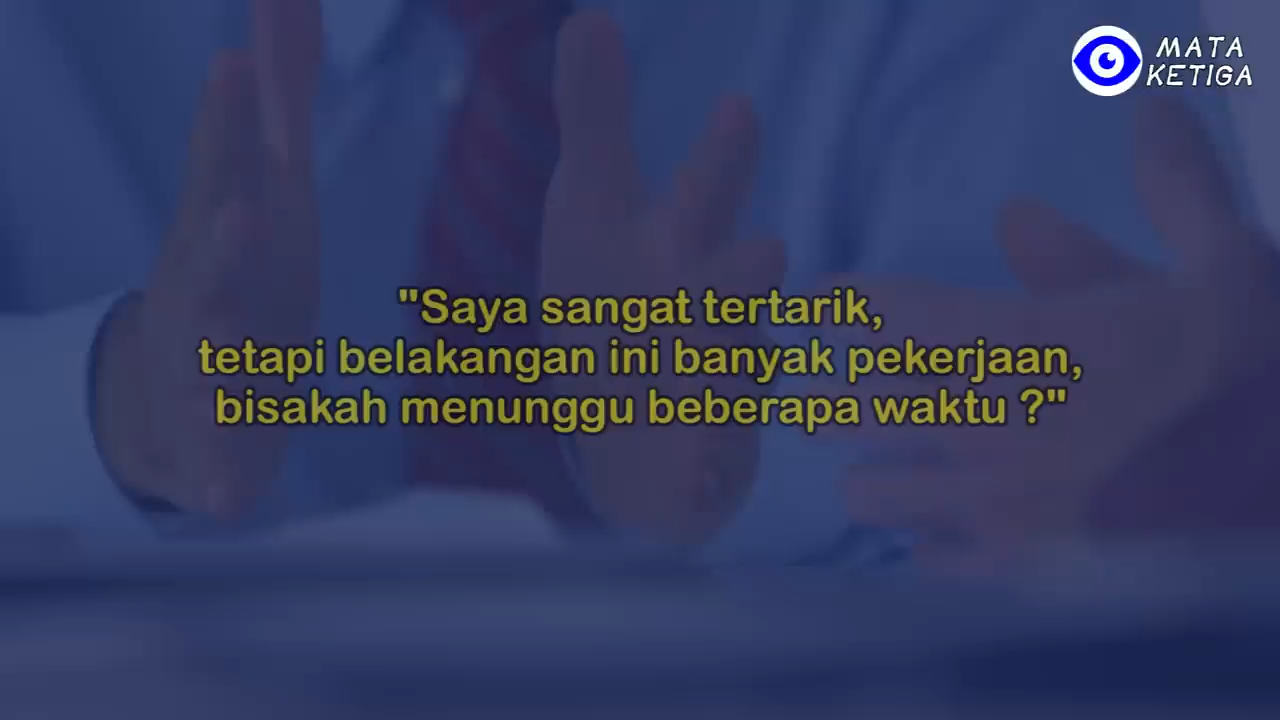 MATA
KETIGA
"Saya sangat tertarik,
tetapi belakangan ini banyak pekerjaan,
bisakah menunggu beberapa waktu ?"